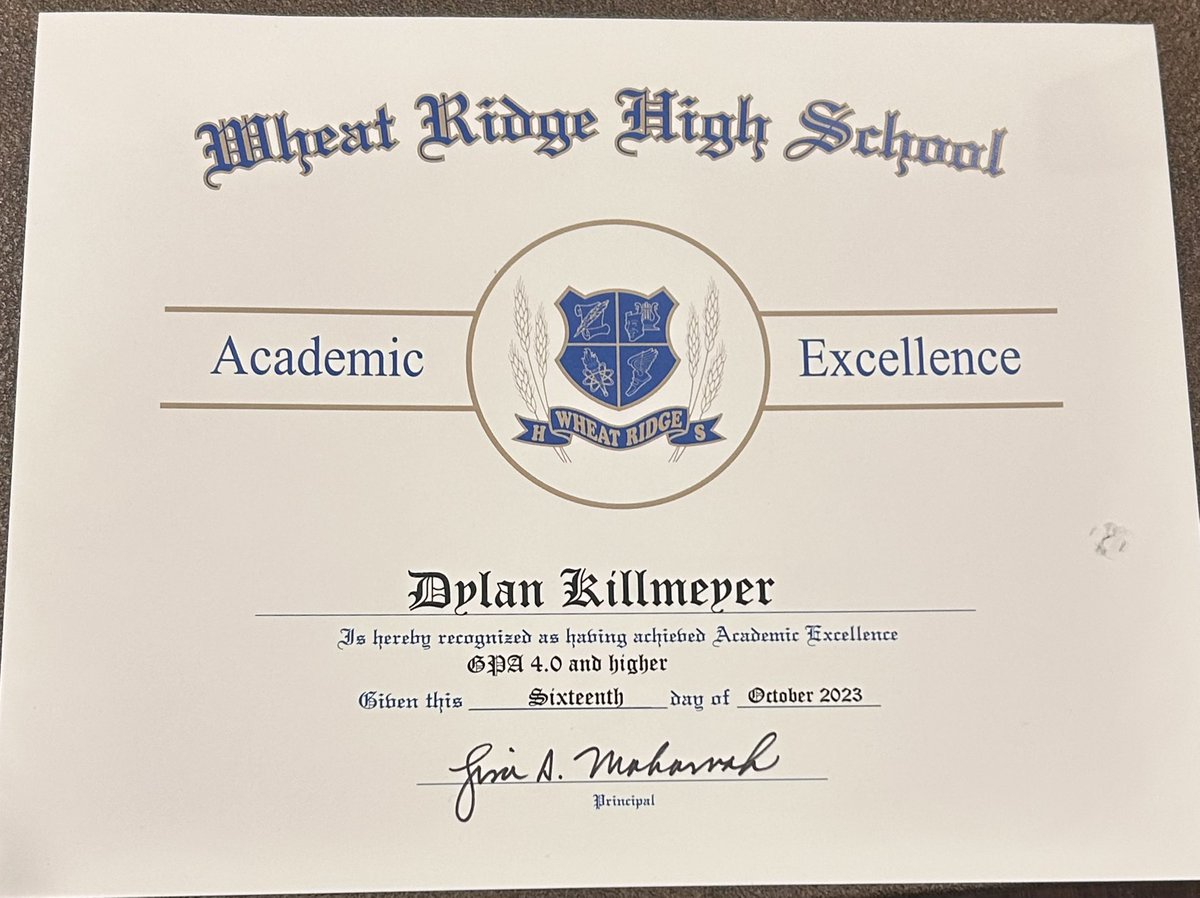 Wheat Ridge High School
Academic Excellence
H WHEAT RIDGE S
Dylan Killmeyer
Is hereby recognized as having achieved Academic Excellence
GPA 4.0 and higher
Given this Sixteenth day of October 2023
A.
Principal